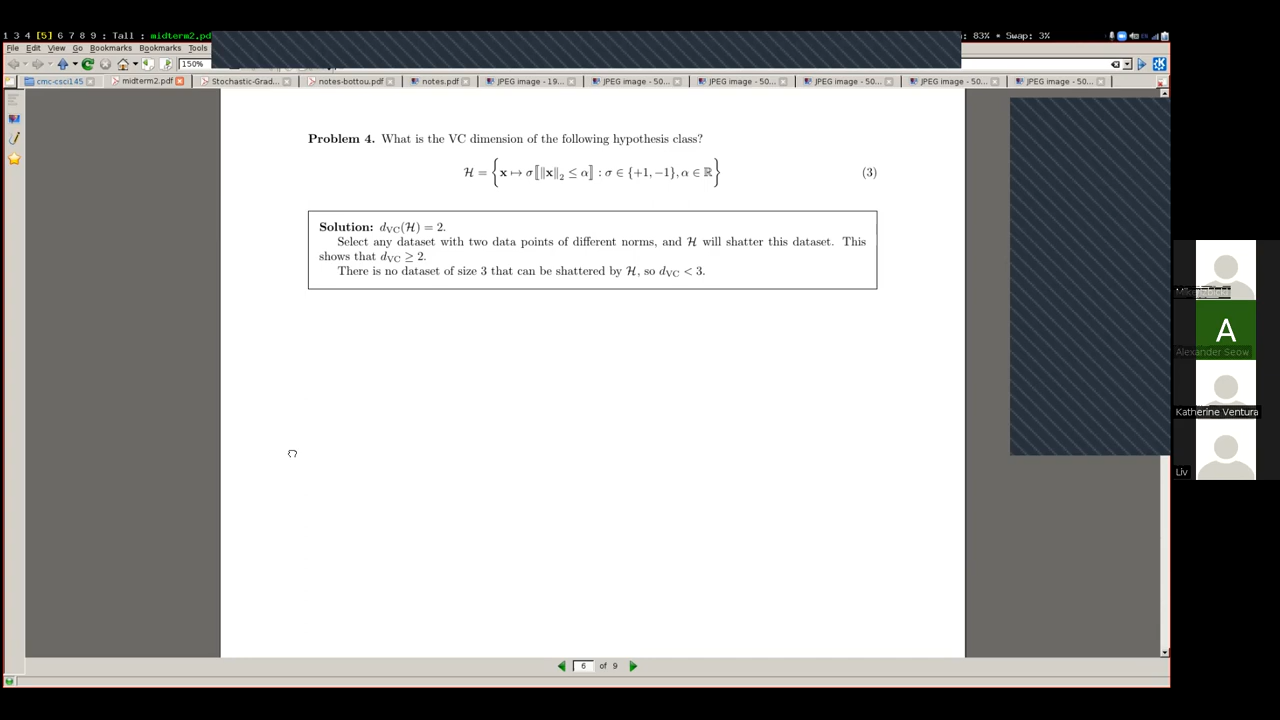 1 3 4 [5] 6 7 8 9 : Tall : midterm2.pd : 83% * Swap: 3%
File Edit View Go Bookmarks Bookmarks Tools
150%
cmc-csci145 midterm2.pdf Stochastic-Grad... notes-bottou.pdf notes.pdf JPEG image - 19... JPEG image - 50... JPEG image - 50... JPEG image - 50... JPEG image - 50... JPEG image - 50...
Problem 4. What is the VC dimension of the following hypothesis class?
ℋ = { x ↦ σ⟦‖x‖₂ ≤ α⟧ : σ ∈ {+1, −1}, α ∈ ℝ } (3)
Solution: d_VC(ℋ) = 2.
Select any dataset with two data points of different norms, and ℋ will shatter this dataset. This
shows that d_VC ≥ 2.
There is no dataset of size 3 that can be shattered by ℋ, so d_VC < 3.
A
Alexander Seow
Katherine Ventura
Liv
6 of 9